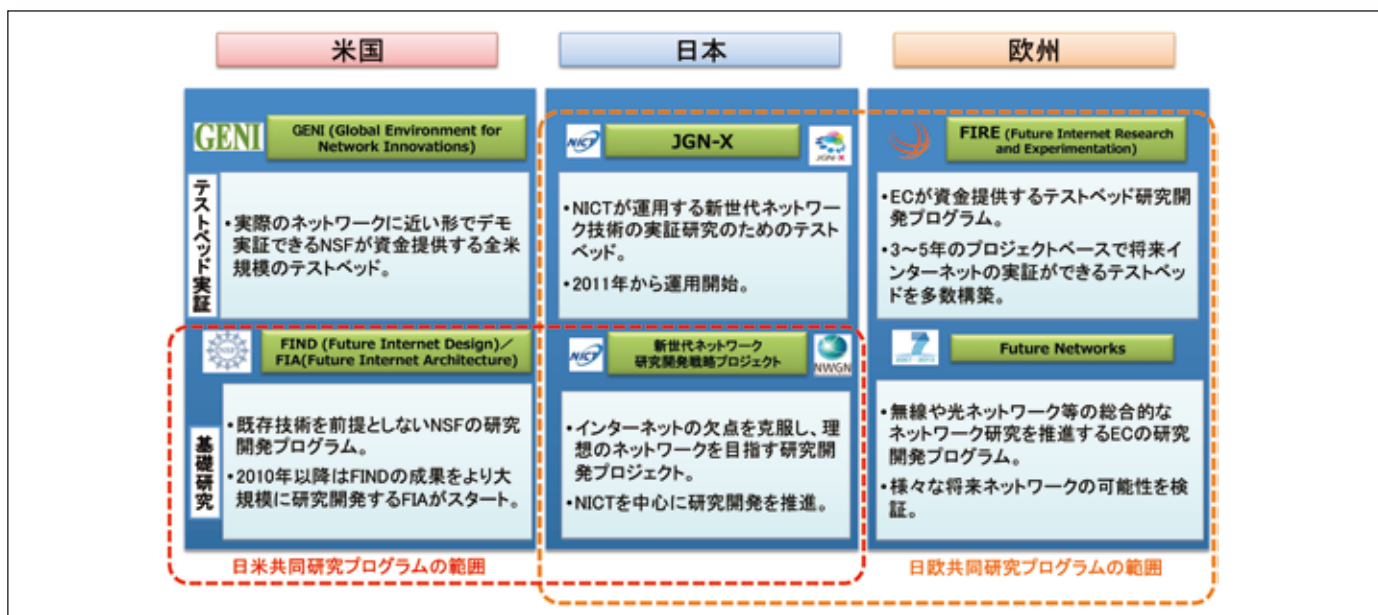 米国
日本
欧州
GENI
GENI (Global Environment for
Network Innovations)
NICT
JGN-X
JGN-X
FIRE (Future Internet Research
and Experimentation)
テストベッド実証
・実際のネットワークに近い形でデモ
実証できるNSFが資金提供する全米
規模のテストベッド。
・NICTが運用する新世代ネットワー
ク技術の実証研究のためのテスト
ベッド。
・2011年から運用開始。
・ECが資金提供するテストベッド研究開
発プログラム。
・3～5年のプロジェクトベースで将来イ
ンターネットの実証ができるテストベッ
ドを多数構築。
NSF
FIND (Future Internet Design)／
FIA(Future Internet Architecture)
NICT
新世代ネットワーク
研究開発戦略プロジェクト
NWGN
7
Future Networks
基礎研究
・既存技術を前提としないNSFの研究
開発プログラム。
・2010年以降はFINDの成果をより大
規模に研究開発するFIAがスタート。
・インターネットの欠点を克服し、理
想のネットワークを目指す研究開
発プロジェクト。
・NICTを中心に研究開発を推進。
・無線や光ネットワーク等の総合的な
ネットワーク研究を推進するECの研究
開発プログラム。
・様々な将来ネットワークの可能性を検
証。
日米共同研究プログラムの範囲
日欧共同研究プログラムの範囲